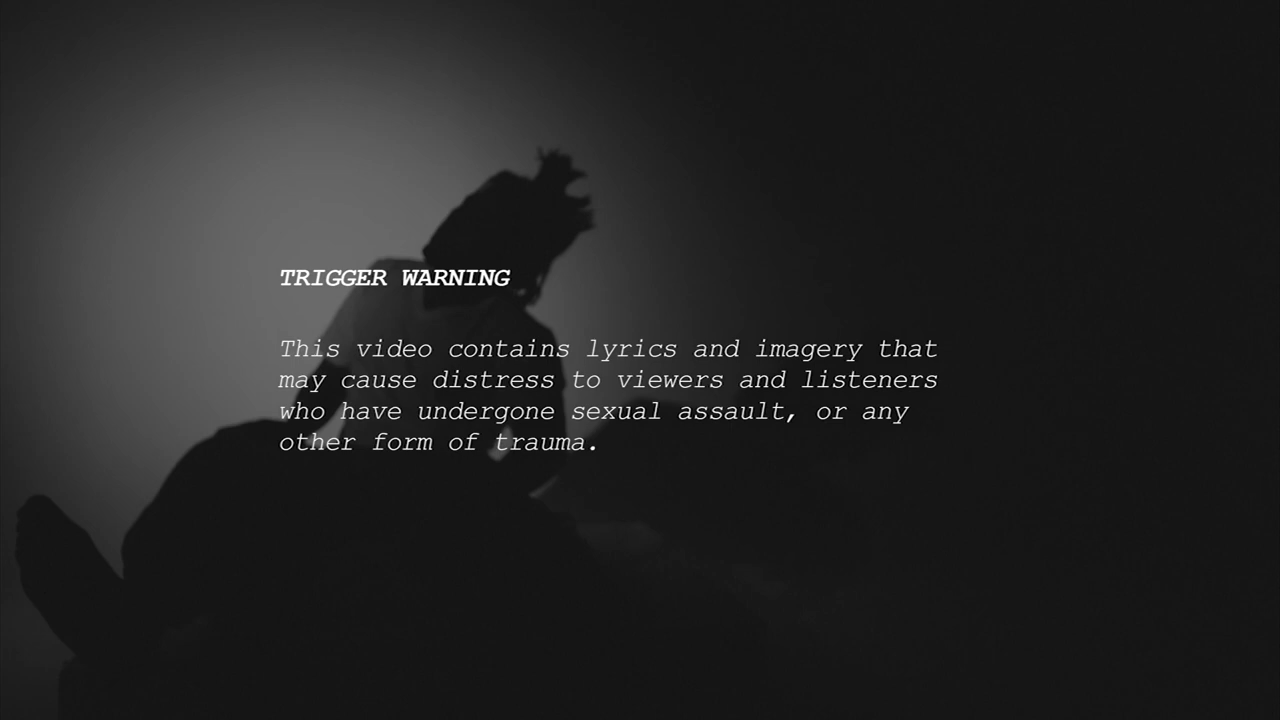 TRIGGER WARNING
This video contains lyrics and imagery that
may cause distress to viewers and listeners
who have undergone sexual assault, or any
other form of trauma.